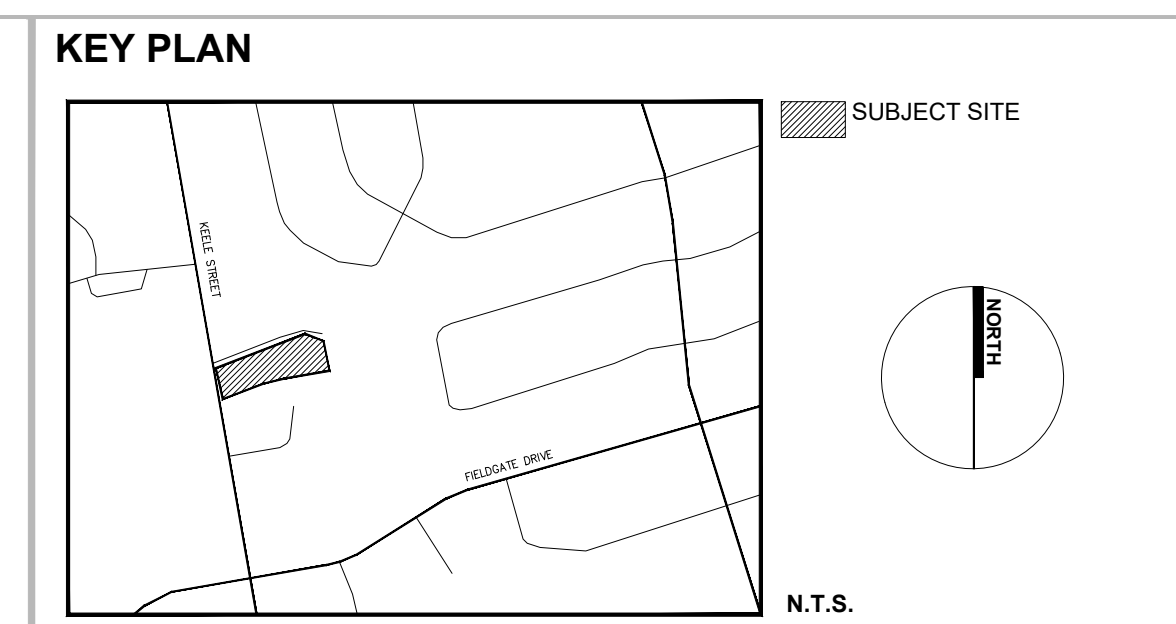 KEY PLAN
SUBJECT SITE
KEELE STREET
NORTH
FIELDGATE DRIVE
N.T.S.